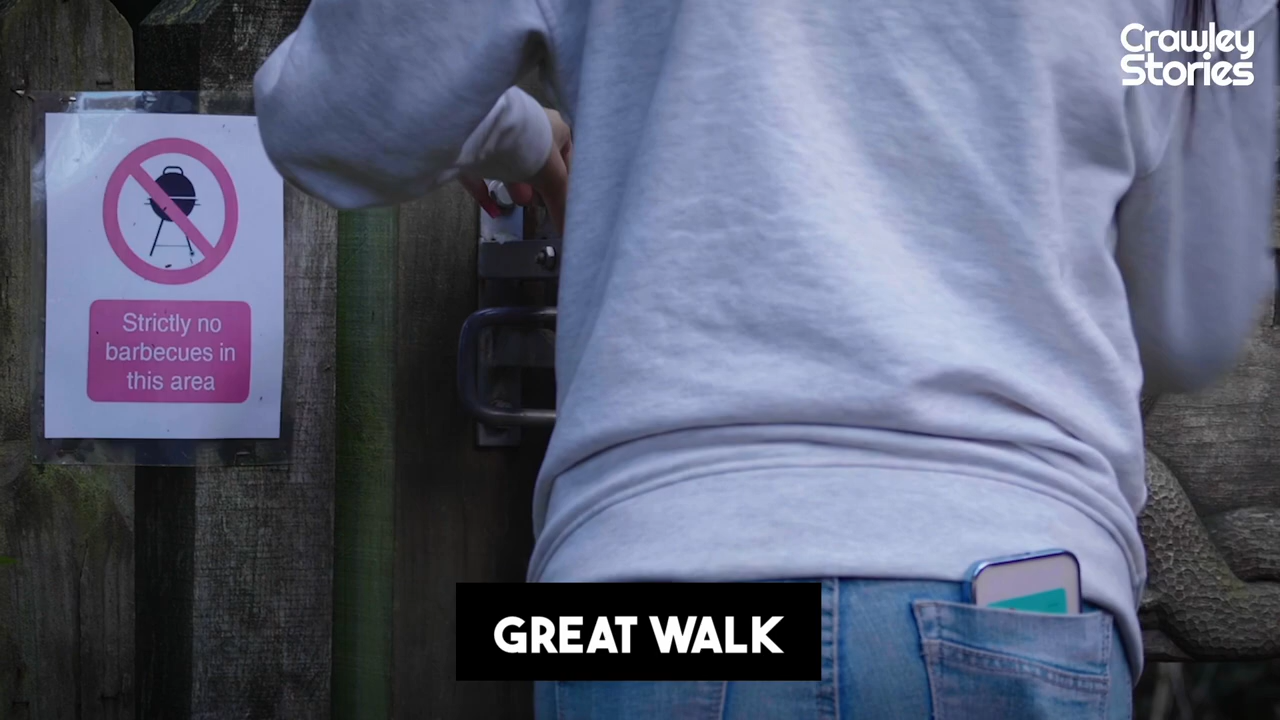 Crawley
Stories
Strictly no
barbecues in
this area
GREAT WALK